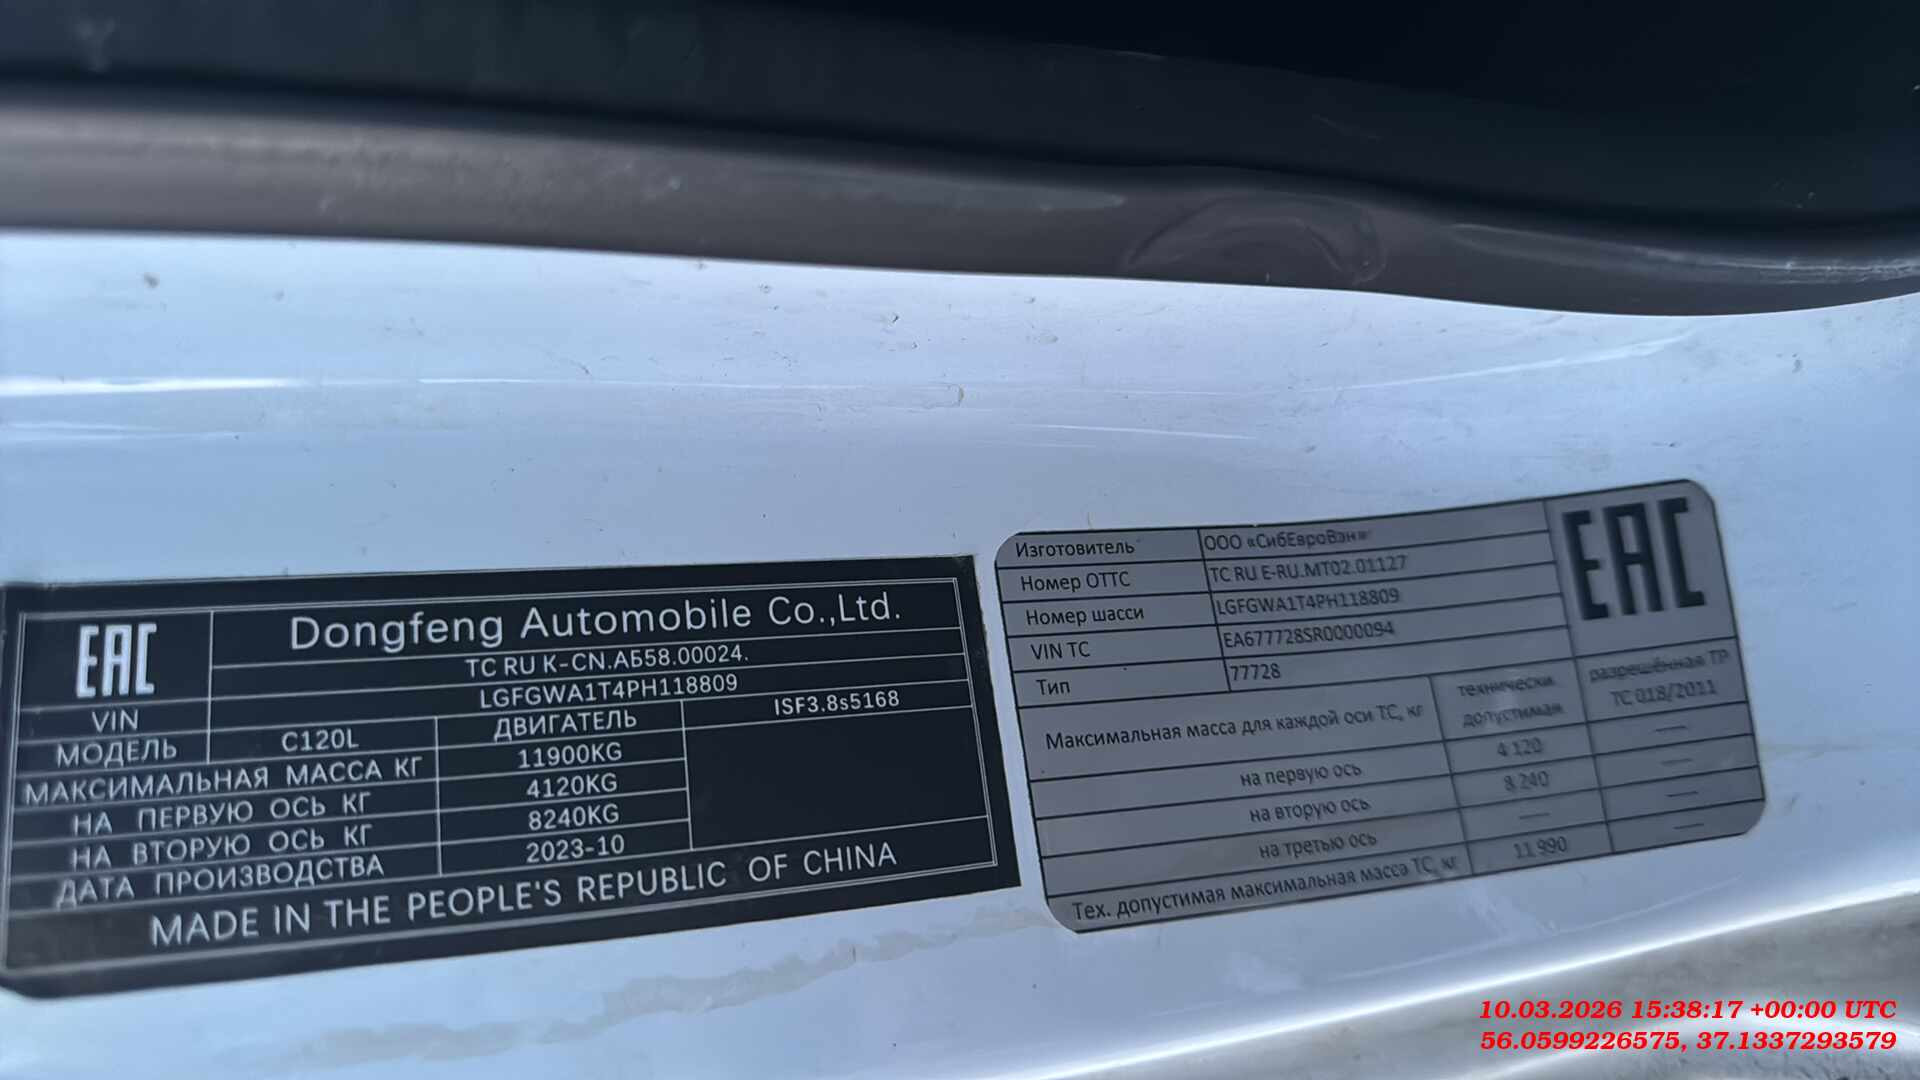 EAC
Dongfeng Automobile Co.,Ltd.
TC RU K-CN.АБ58.00024.
VIN LGFGWA1T4PH118809
МОДЕЛЬ C120L ДВИГАТЕЛЬ ISF3.8s5168
МАКСИМАЛЬНАЯ МАССА КГ 11900KG
НА ПЕРВУЮ ОСЬ КГ 4120KG
НА ВТОРУЮ ОСЬ КГ 8240KG
ДАТА ПРОИЗВОДСТВА 2023-10
MADE IN THE PEOPLE'S REPUBLIC OF CHINA
Изготовитель ООО «СибЕвроВэн»
Номер ОТТС ТС RU E-RU.МТ02.01127
Номер шасси LGFGWA1T4PH118809
VIN ТС EA677728SR0000094
Тип 77728
EAC
Максимальная масса для каждой оси ТС, кг технически допустимая разрешённая ТР ТС 018/2011
на первую ось 4 120 —
на вторую ось 8 240 —
на третью ось — —
Тех. допустимая максимальная масса ТС, кг 11 990 —
10.03.2026 15:38:17 +00:00 UTC
56.0599226575, 37.1337293579